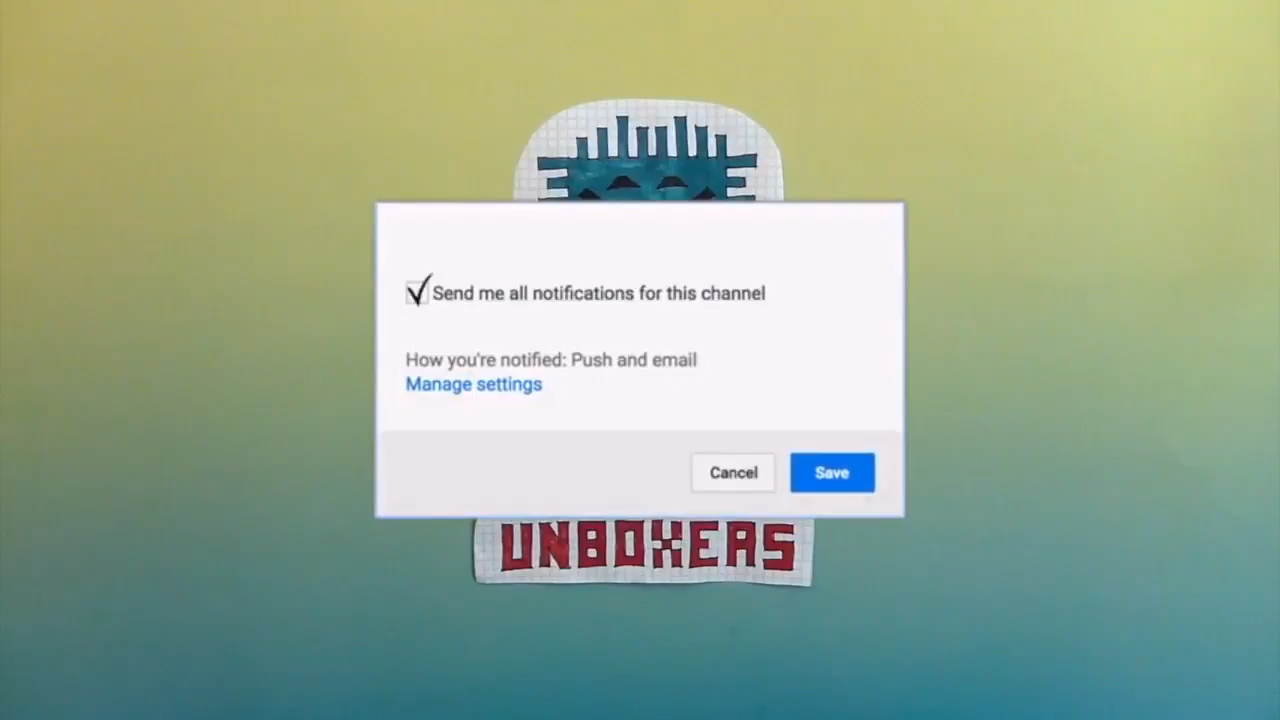 Send me all notifications for this channel
How you're notified: Push and email
Manage settings
Cancel
Save
UNBOXERS